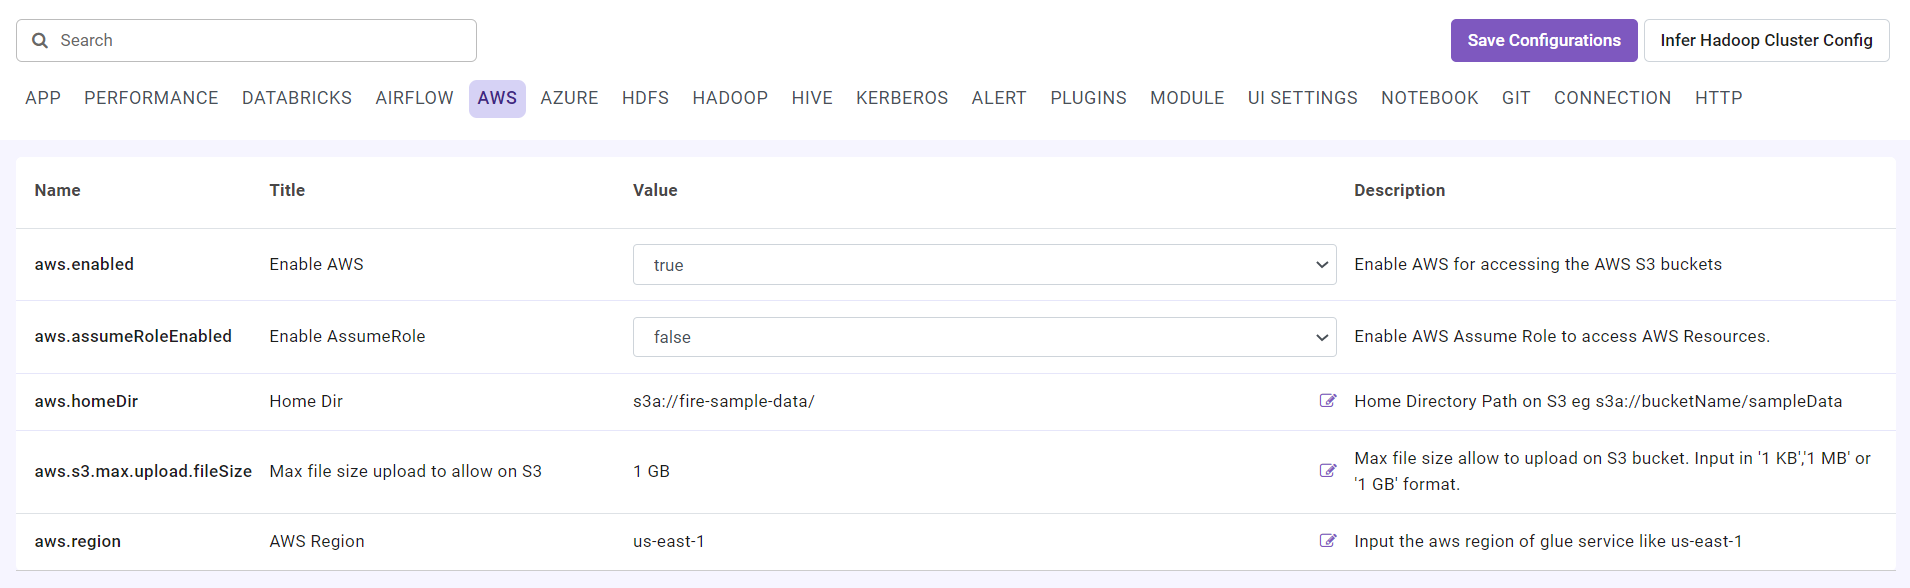 Search
Save Configurations
Infer Hadoop Cluster Config
APP PERFORMANCE DATABRICKS AIRFLOW AWS AZURE HDFS HADOOP HIVE KERBEROS ALERT PLUGINS MODULE UI SETTINGS NOTEBOOK GIT CONNECTION HTTP
Name Title Value Description
aws.enabled Enable AWS true Enable AWS for accessing the AWS S3 buckets
aws.assumeRoleEnabled Enable AssumeRole false Enable AWS Assume Role to access AWS Resources.
aws.homeDir Home Dir s3a://fire-sample-data/ Home Directory Path on S3 eg s3a://bucketName/sampleData
aws.s3.max.upload.fileSize Max file size upload to allow on S3 1 GB Max file size allow to upload on S3 bucket. Input in '1 KB','1 MB' or
'1 GB' format.
aws.region AWS Region us-east-1 Input the aws region of glue service like us-east-1